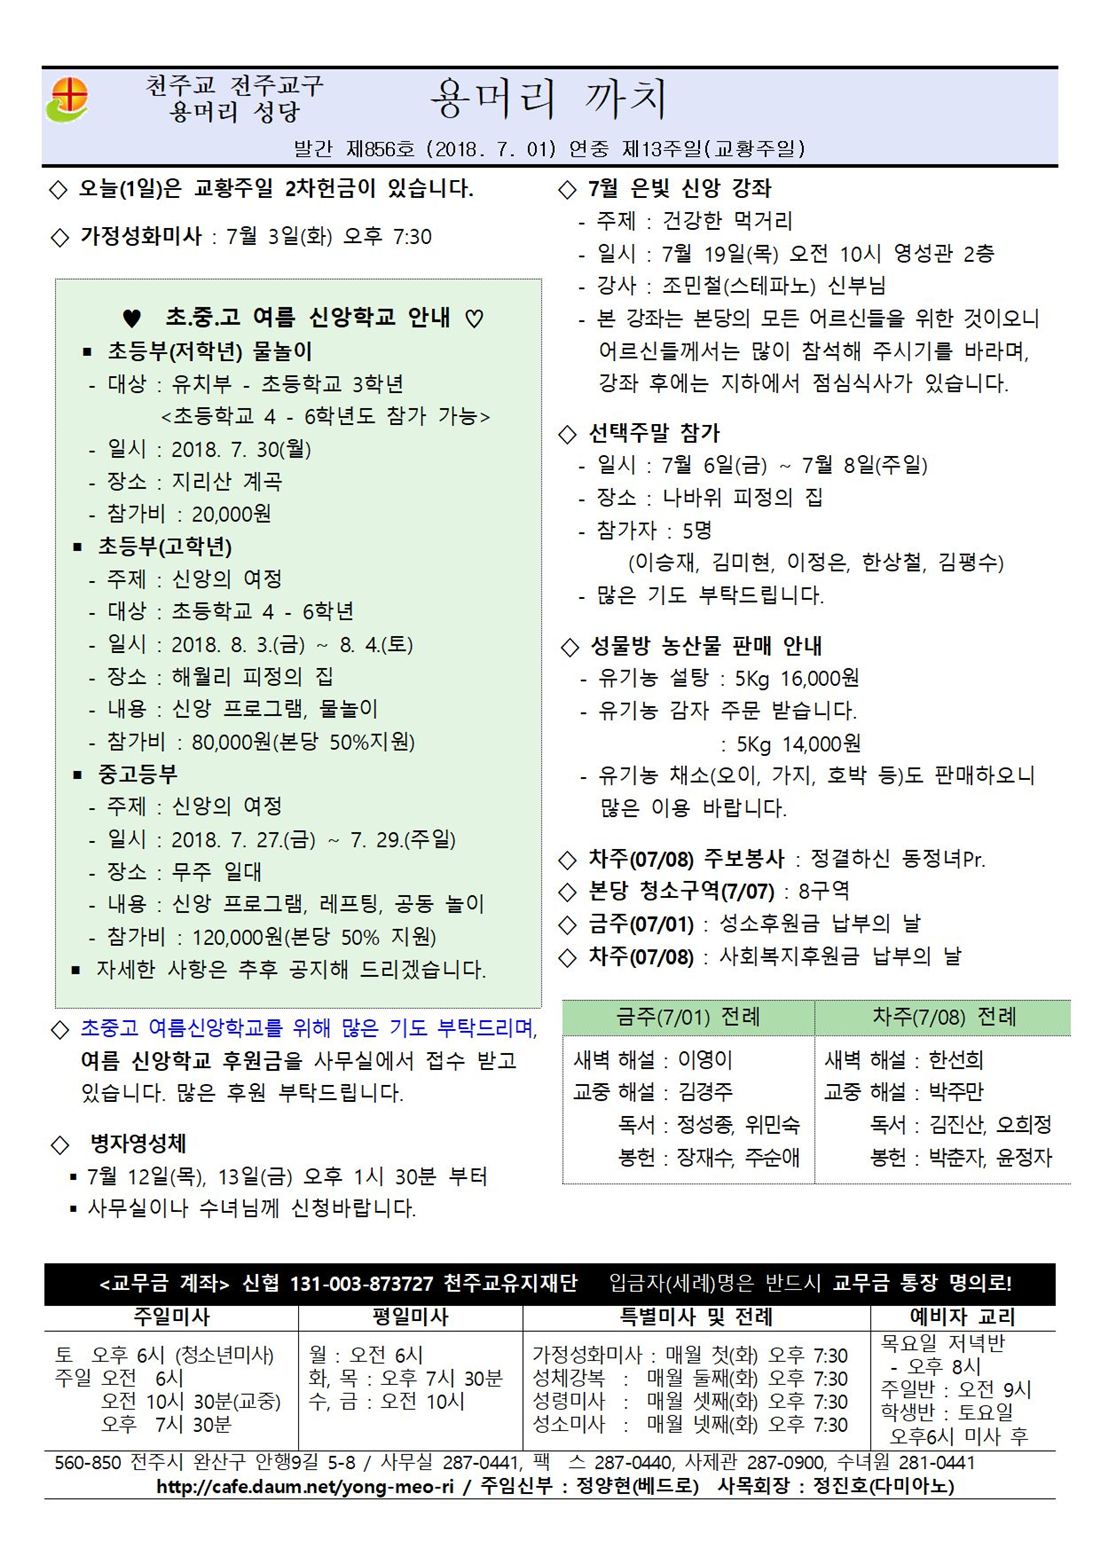 천주교 전주교구
용머리 성당
용머리 까치
발간 제856호 (2018. 7. 01) 연중 제13주일(교황주일)
◇ 오늘(1일)은 교황주일 2차헌금이 있습니다.
◇ 가정성화미사 : 7월 3일(화) 오후 7:30
♥ 초.중.고 여름 신앙학교 안내 ♡
▪ 초등부(저학년) 물놀이
- 대상 : 유치부 - 초등학교 3학년
<초등학교 4 - 6학년도 참가 가능>
- 일시 : 2018. 7. 30(월)
- 장소 : 지리산 계곡
- 참가비 : 20,000원
▪ 초등부(고학년)
- 주제 : 신앙의 여정
- 대상 : 초등학교 4 - 6학년
- 일시 : 2018. 8. 3.(금) ~ 8. 4.(토)
- 장소 : 해월리 피정의 집
- 내용 : 신앙 프로그램, 물놀이
- 참가비 : 80,000원(본당 50%지원)
▪ 중고등부
- 주제 : 신앙의 여정
- 일시 : 2018. 7. 27.(금) ~ 7. 29.(주일)
- 장소 : 무주 일대
- 내용 : 신앙 프로그램, 레프팅, 공동 놀이
- 참가비 : 120,000원(본당 50% 지원)
▪ 자세한 사항은 추후 공지해 드리겠습니다.
◇ 초중고 여름신앙학교를 위해 많은 기도 부탁드리며,
여름 신앙학교 후원금을 사무실에서 접수 받고
있습니다. 많은 후원 부탁드립니다.
◇ 병자영성체
▪ 7월 12일(목), 13일(금) 오후 1시 30분 부터
▪ 사무실이나 수녀님께 신청바랍니다.
◇ 7월 은빛 신앙 강좌
- 주제 : 건강한 먹거리
- 일시 : 7월 19일(목) 오전 10시 영성관 2층
- 강사 : 조민철(스테파노) 신부님
- 본 강좌는 본당의 모든 어르신들을 위한 것이오니
어르신들께서는 많이 참석해 주시기를 바라며,
강좌 후에는 지하에서 점심식사가 있습니다.
◇ 선택주말 참가
- 일시 : 7월 6일(금) ~ 7월 8일(주일)
- 장소 : 나바위 피정의 집
- 참가자 : 5명
(이승재, 김미현, 이정은, 한상철, 김평수)
- 많은 기도 부탁드립니다.
◇ 성물방 농산물 판매 안내
- 유기농 설탕 : 5Kg 16,000원
- 유기농 감자 주문 받습니다.
: 5Kg 14,000원
- 유기농 채소(오이, 가지, 호박 등)도 판매하오니
많은 이용 바랍니다.
◇ 차주(07/08) 주보봉사 : 정결하신 동정녀Pr.
◇ 본당 청소구역(7/07) : 8구역
◇ 금주(07/01) : 성소후원금 납부의 날
◇ 차주(07/08) : 사회복지후원금 납부의 날
금주(7/01) 전례 차주(7/08) 전례
새벽 해설 : 이영이 새벽 해설 : 한선희
교중 해설 : 김경주 교중 해설 : 박주만
독서 : 정성종, 위민숙 독서 : 김진산, 오희정
봉헌 : 장재수, 주순애 봉헌 : 박춘자, 윤정자
<교무금 계좌> 신협 131-003-873727 천주교유지재단 입금자(세례)명은 반드시 교무금 통장 명의로!
주일미사 평일미사 특별미사 및 전례 예비자 교리
토 오후 6시 (청소년미사)
주일 오전 6시
오전 10시 30분(교중)
오후 7시 30분
월 : 오전 6시
화, 목 : 오후 7시 30분
수, 금 : 오전 10시
가정성화미사 : 매월 첫(화) 오후 7:30
성체강복 : 매월 둘째(화) 오후 7:30
성령미사 : 매월 셋째(화) 오후 7:30
성소미사 : 매월 넷째(화) 오후 7:30
목요일 저녁반
- 오후 8시
주일반 : 오전 9시
학생반 : 토요일
오후6시 미사 후
560-850 전주시 완산구 안행9길 5-8 / 사무실 287-0441, 팩 스 287-0440, 사제관 287-0900, 수녀원 281-0441
http://cafe.daum.net/yong-meo-ri / 주임신부 : 정양현(베드로) 사목회장 : 정진호(다미아노)